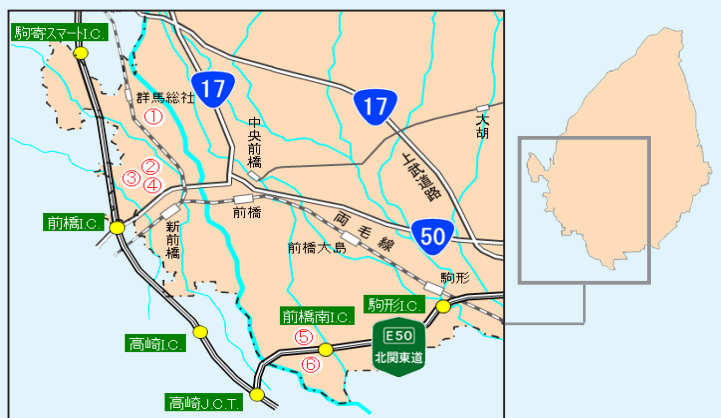 駒寄スマートI.C.
17
群馬総社
①
17
大胡
中央前橋
上武道路
②
③
④
前橋I.C.
新前橋
前橋
両毛線
50
前橋大島
駒形
駒形I.C.
前橋南I.C.
高崎I.C.
⑤
E50
北関東道
⑥
高崎J.C.T.